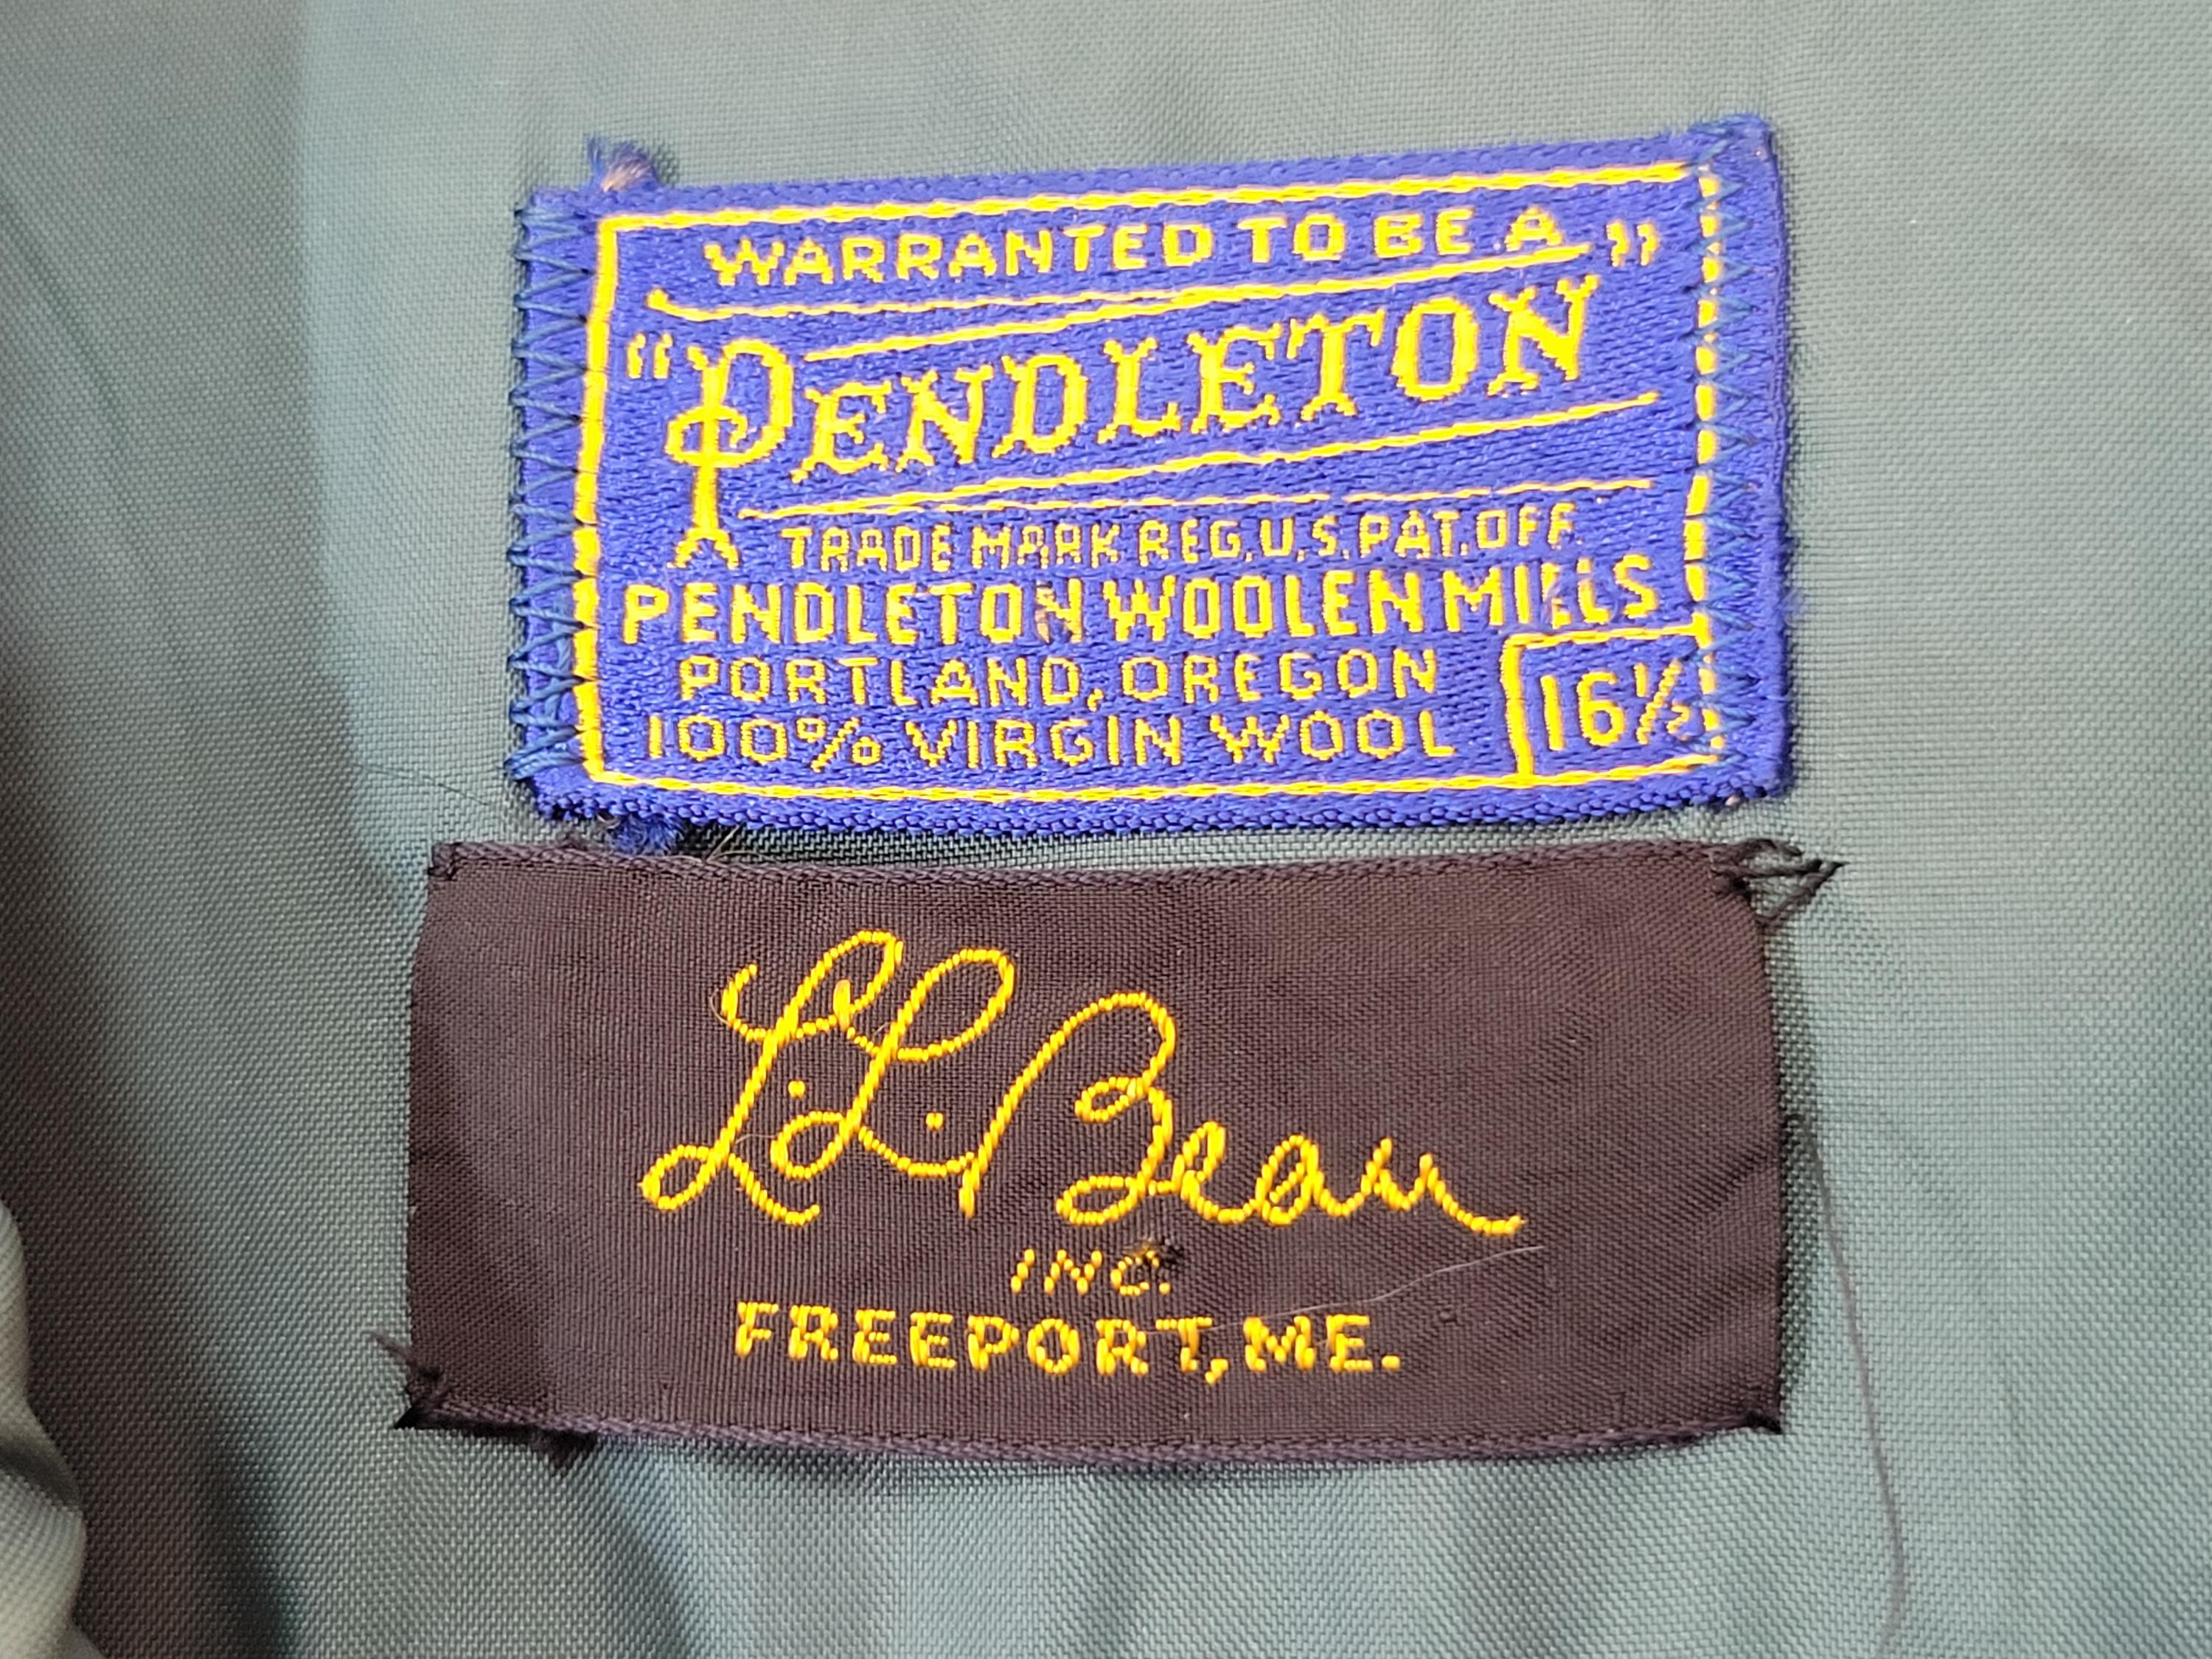 WARRANTED TO BE A
"PENDLETON"
TRADE MARK REG. U.S. PAT. OFF.
PENDLETON WOOLEN MILLS
PORTLAND, OREGON
100% VIRGIN WOOL
16½
L.L. Bean
INC.
FREEPORT, ME.